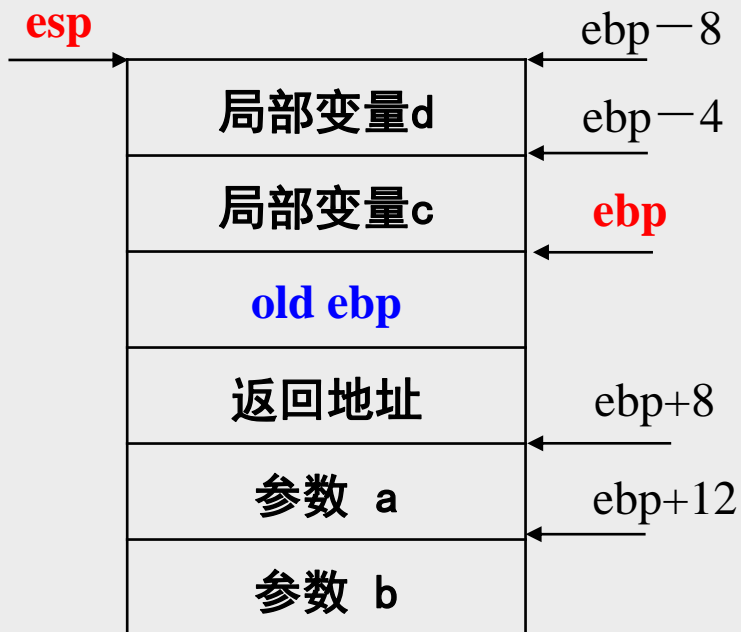 esp
ebp－8
局部变量d
ebp－4
局部变量c
ebp
old ebp
返回地址
ebp+8
参数 a
ebp+12
参数 b